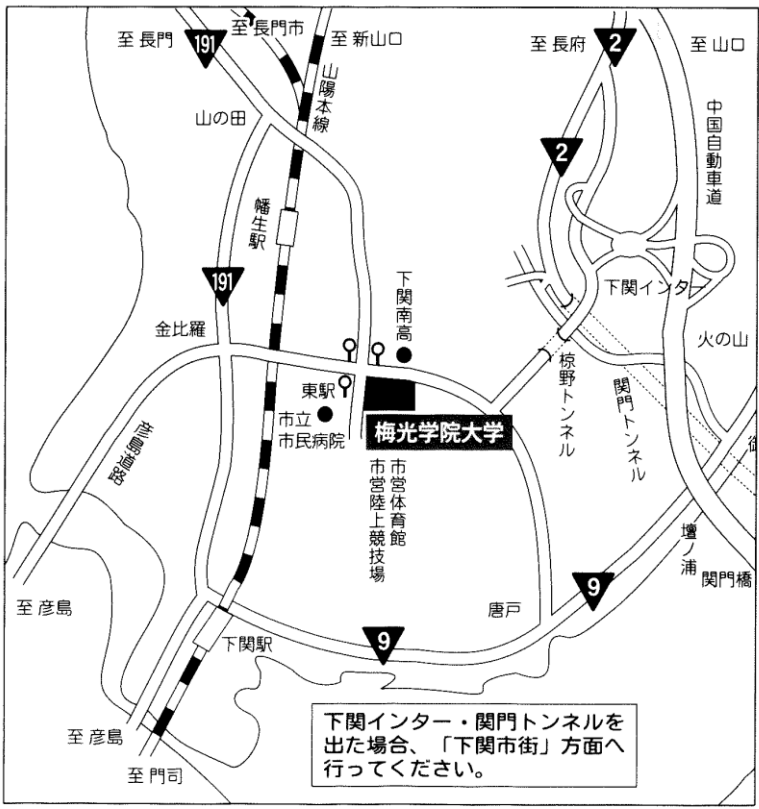 至 長門
191
至 長門市
至 新山口
至 長府
2
至 山口
山陽本線
中国自動車道
山の田
2
幡生駅
191
下関南高
下関インター
金比羅
火の山
東駅
椋野トンネル
関門トンネル
市立
市民病院
梅光学院大学
御
彦島道路
市営体育館
市営陸上競技場
壇ノ浦
関門橋
至 彦島
唐戸
9
下関駅
9
至 彦島
至 門司
下関インター・関門トンネルを
出た場合、「下関市街」方面へ
行ってください。